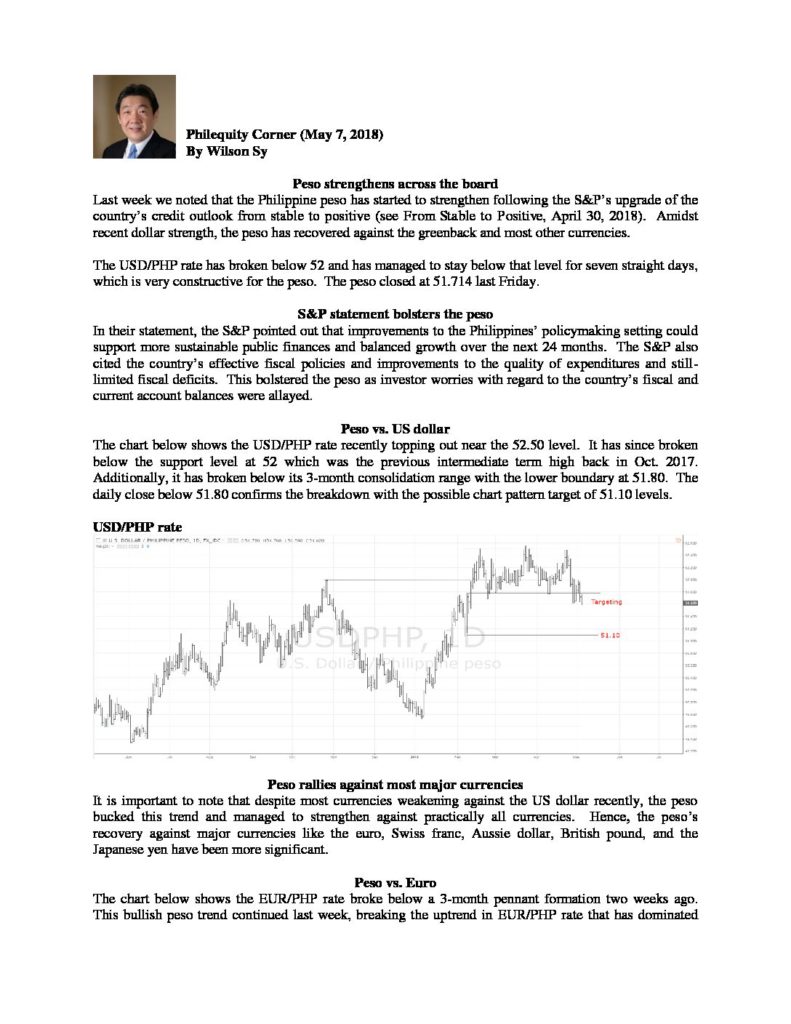 Philequity Corner (May 7, 2018)
By Wilson Sy
Peso strengthens across the board
Last week we noted that the Philippine peso has started to strengthen following the S&P's upgrade of the
country's credit outlook from stable to positive (see From Stable to Positive, April 30, 2018). Amidst
recent dollar strength, the peso has recovered against the greenback and most other currencies.
The USD/PHP rate has broken below 52 and has managed to stay below that level for seven straight days,
which is very constructive for the peso. The peso closed at 51.714 last Friday.
S&P statement bolsters the peso
In their statement, the S&P pointed out that improvements to the Philippines' policymaking setting could
support more sustainable public finances and balanced growth over the next 24 months. The S&P also
cited the country's effective fiscal policies and improvements to the quality of expenditures and still-
limited fiscal deficits. This bolstered the peso as investor worries with regard to the country's fiscal and
current account balances were allayed.
Peso vs. US dollar
The chart below shows the USD/PHP rate recently topping out near the 52.50 level. It has since broken
below the support level at 52 which was the previous intermediate term high back in Oct. 2017.
Additionally, it has broken below its 3-month consolidation range with the lower boundary at 51.80. The
daily close below 51.80 confirms the breakdown with the possible chart pattern target of 51.10 levels.
USD/PHP rate
U.S. DOLLAR / PHILIPPINE PESO, 1D, FX_IDC
Targeting
51.10
USDPHP, 1D
U.S. Dollar / Philippine peso
Peso rallies against most major currencies
It is important to note that despite most currencies weakening against the US dollar recently, the peso
bucked this trend and managed to strengthen against practically all currencies. Hence, the peso's
recovery against major currencies like the euro, Swiss franc, Aussie dollar, British pound, and the
Japanese yen have been more significant.
Peso vs. Euro
The chart below shows the EUR/PHP rate broke below a 3-month pennant formation two weeks ago.
This bullish peso trend continued last week, breaking the uptrend in EUR/PHP rate that has dominated